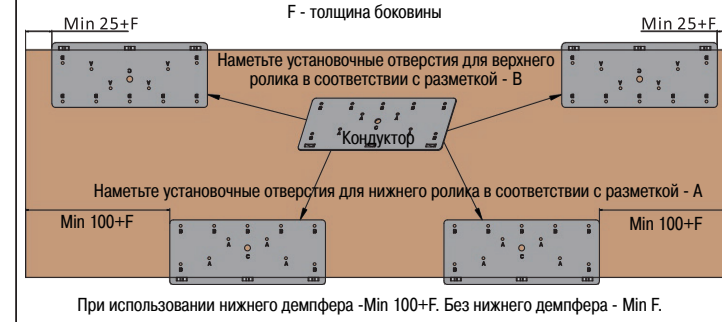 F - толщина боковины
Min 25+F
Min 25+F
Наметьте установочные отверстия для верхнего
ролика в соответствии с разметкой - B
Кондуктор
Наметьте установочные отверстия для нижнего ролика в соответствии с разметкой - A
Min 100+F
Min 100+F
При использовании нижнего демпфера -Min 100+F. Без нижнего демпфера - Min F.